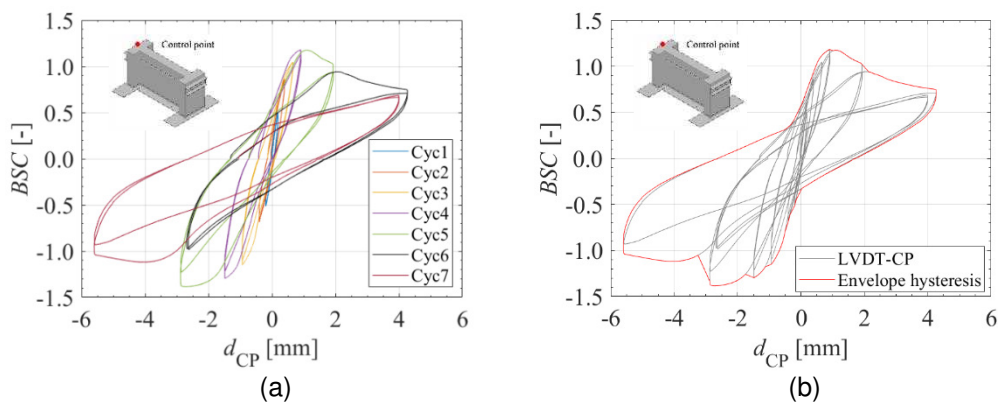 1.5
1.0
0.5
0.0
-0.5
-1.0
-1.5
BSC [-]
Control point
Cyc1
Cyc2
Cyc3
Cyc4
Cyc5
Cyc6
Cyc7
-6 -4 -2 0 2 4 6
dCP [mm]
(a)
1.5
1.0
0.5
0.0
-0.5
-1.0
-1.5
BSC [-]
Control point
LVDT-CP
Envelope hysteresis
-6 -4 -2 0 2 4 6
dCP [mm]
(b)